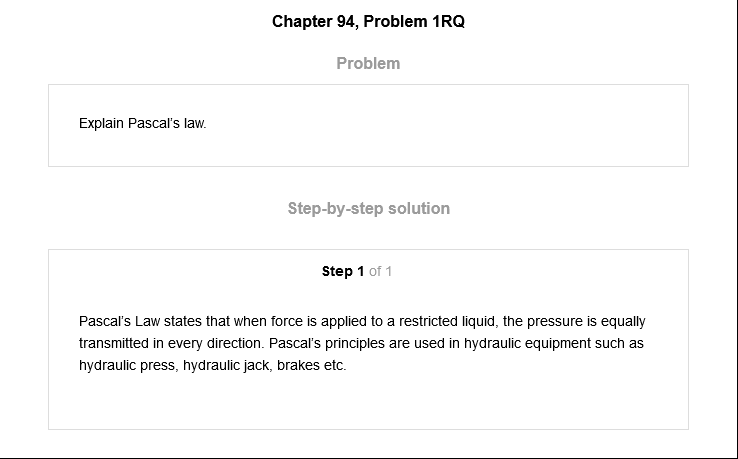 Chapter 94, Problem 1RQ
Problem
Explain Pascal's law.
Step-by-step solution
Step 1 of 1
Pascal's Law states that when force is applied to a restricted liquid, the pressure is equally
transmitted in every direction. Pascal's principles are used in hydraulic equipment such as
hydraulic press, hydraulic jack, brakes etc.